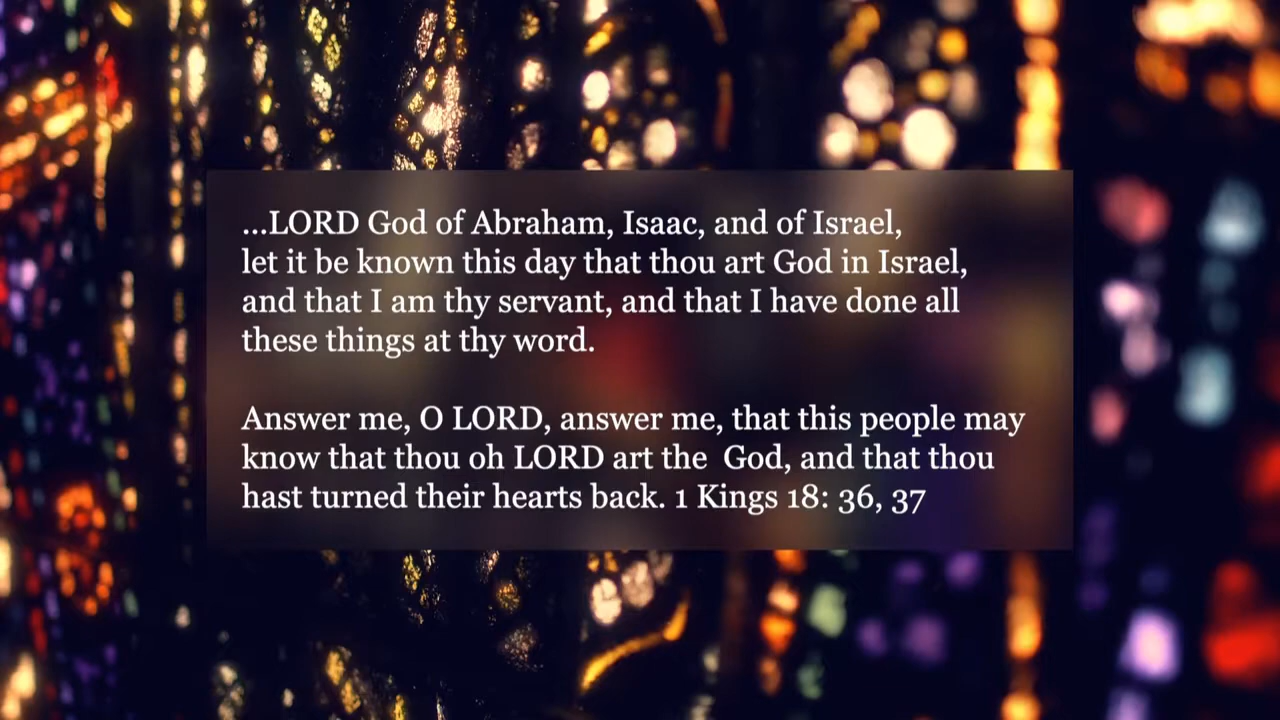 ...LORD God of Abraham, Isaac, and of Israel,
let it be known this day that thou art God in Israel,
and that I am thy servant, and that I have done all
these things at thy word.
Answer me, O LORD, answer me, that this people may
know that thou oh LORD art the  God, and that thou
hast turned their hearts back. 1 Kings 18: 36, 37